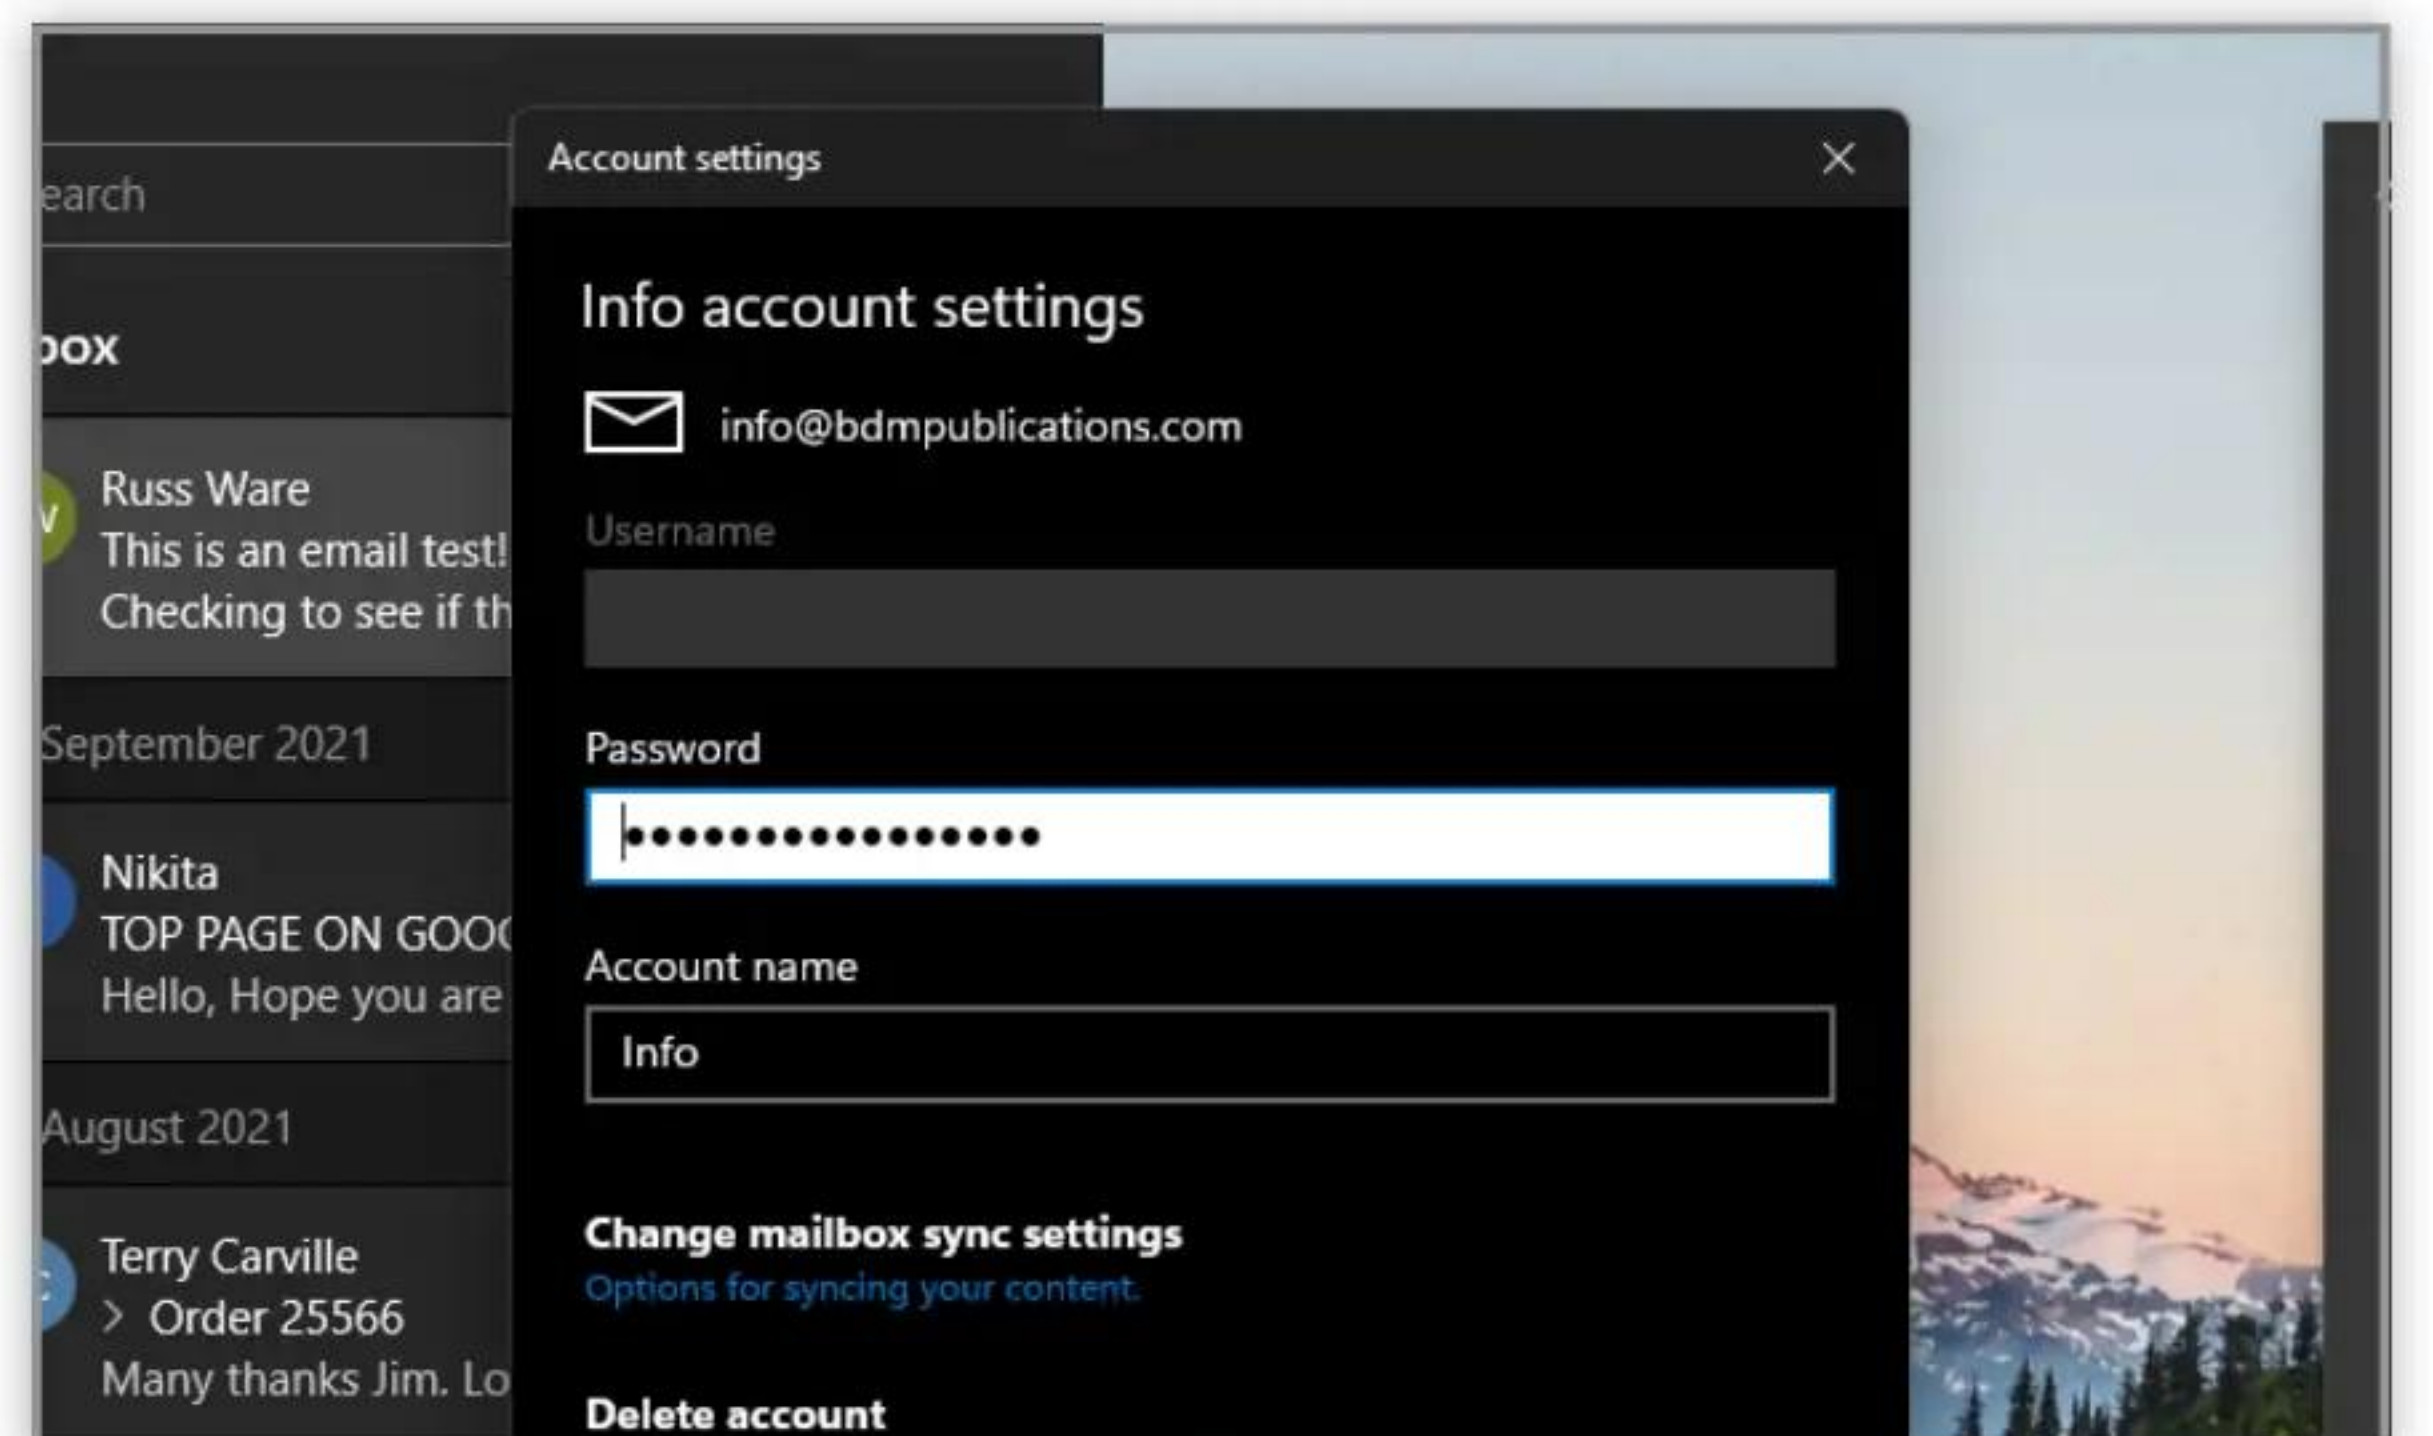 earch
box
Russ Ware
This is an email test!
Checking to see if th
September 2021
Nikita
TOP PAGE ON GOOG
Hello, Hope you are
August 2021
Terry Carville
> Order 25566
Many thanks Jim. Lo
Account settings
Info account settings
info@bdmpublications.com
Username
Password
••••••••••••••••
Account name
Info
Change mailbox sync settings
Options for syncing your content.
Delete account